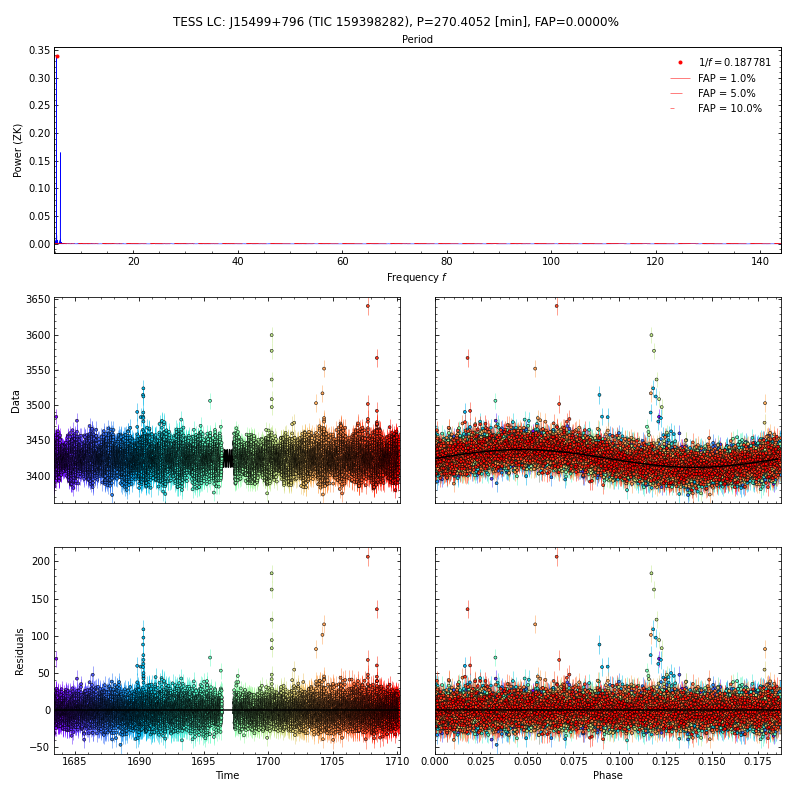 TESS LC: J15499+796 (TIC 159398282), P=270.4052 [min], FAP=0.0000%
Period
0.35
0.30
0.25
0.20
0.15
0.10
0.05
0.00
Power (ZK)
1/f = 0.187781
FAP = 1.0%
FAP = 5.0%
FAP = 10.0%
20 40 60 80 100 120 140
Frequency f
3650
3600
3550
3500
3450
3400
Data
200
150
100
50
0
−50
Residuals
1685 1690 1695 1700 1705 1710
Time
0.000 0.025 0.050 0.075 0.100 0.125 0.150 0.175
Phase